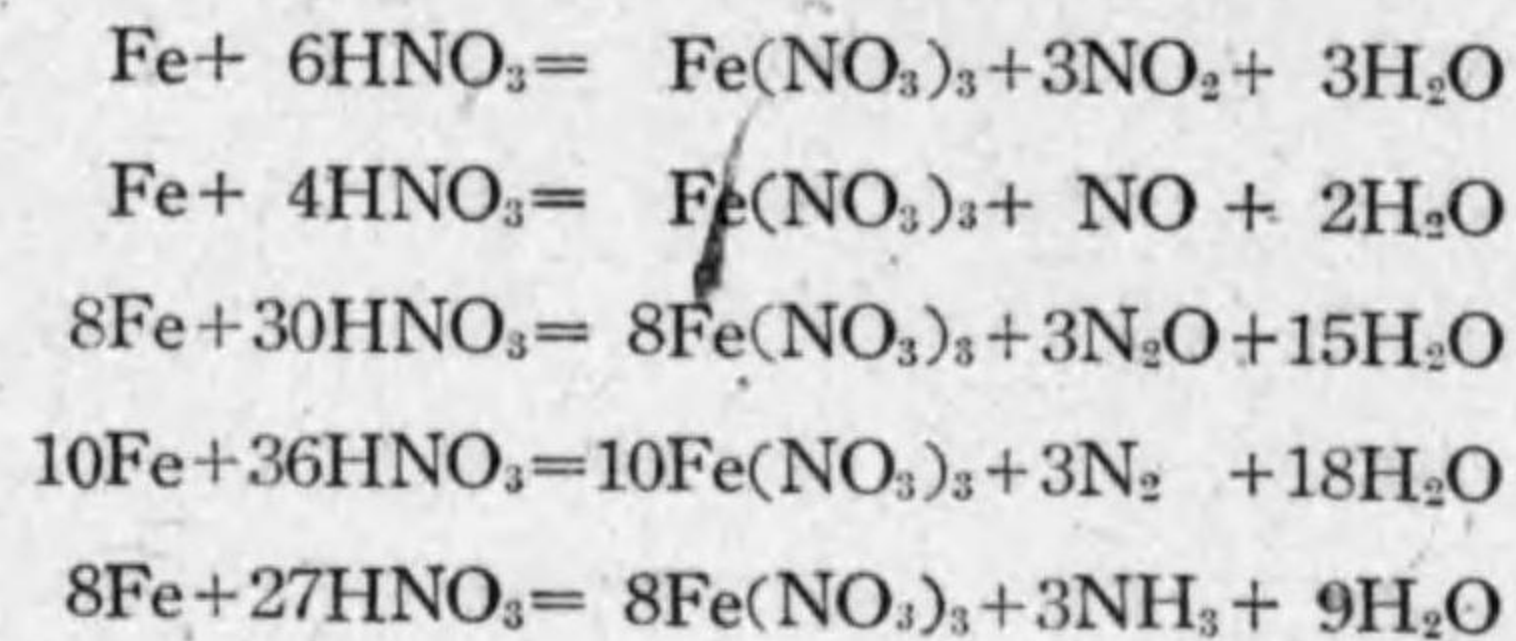 Fe+ 6HNO₃= Fe(NO₃)₃+3NO₂+ 3H₂O
Fe+ 4HNO₃= Fe(NO₃)₃+ NO + 2H₂O
8Fe+30HNO₃= 8Fe(NO₃)₃+3N₂O+15H₂O
10Fe+36HNO₃=10Fe(NO₃)₃+3N₂ +18H₂O
8Fe+27HNO₃= 8Fe(NO₃)₃+3NH₃+ 9H₂O